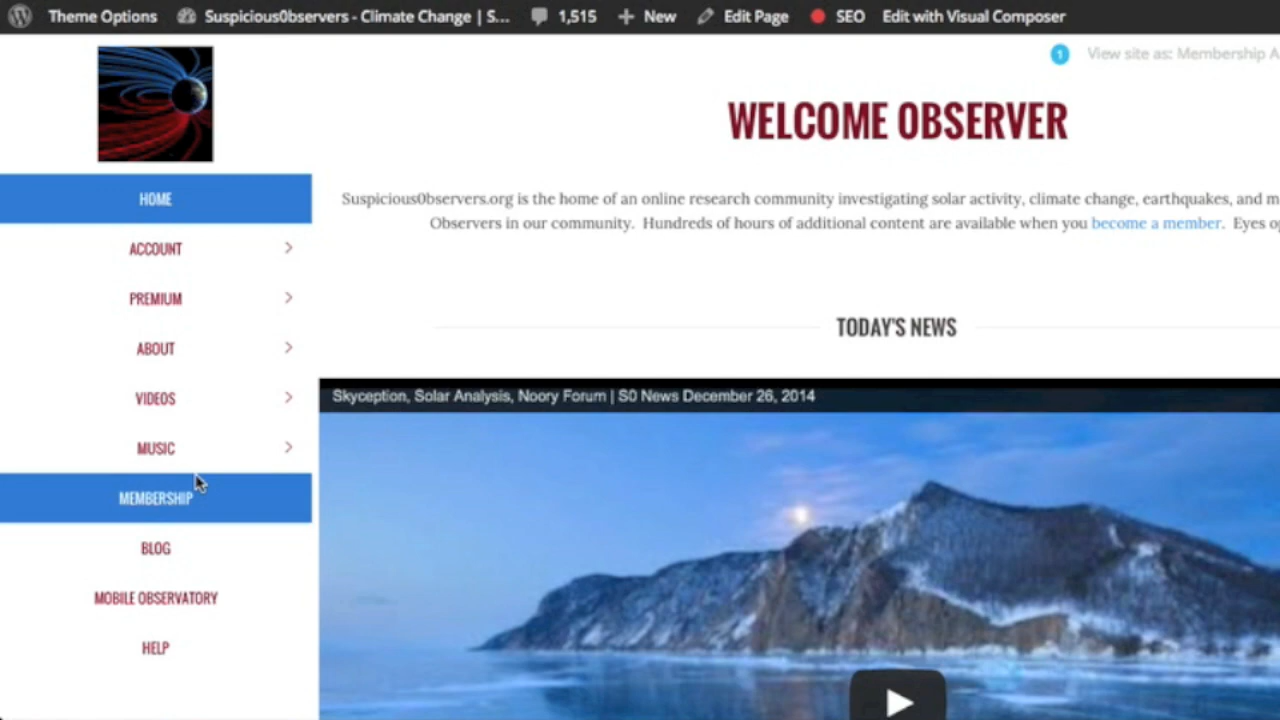 Theme Options Suspicious0bservers - Climate Change | S... 1,515 New Edit Page SEO Edit with Visual Composer
1 View site as: Membership A
WELCOME OBSERVER
HOME
Suspicious0bservers.org is the home of an online research community investigating solar activity, climate change, earthquakes, and m
Observers in our community. Hundreds of hours of additional content are available when you become a member. Eyes op
ACCOUNT
PREMIUM
TODAY'S NEWS
ABOUT
VIDEOS
Skyception, Solar Analysis, Noory Forum | S0 News December 26, 2014
MUSIC
MEMBERSHIP
BLOG
MOBILE OBSERVATORY
HELP